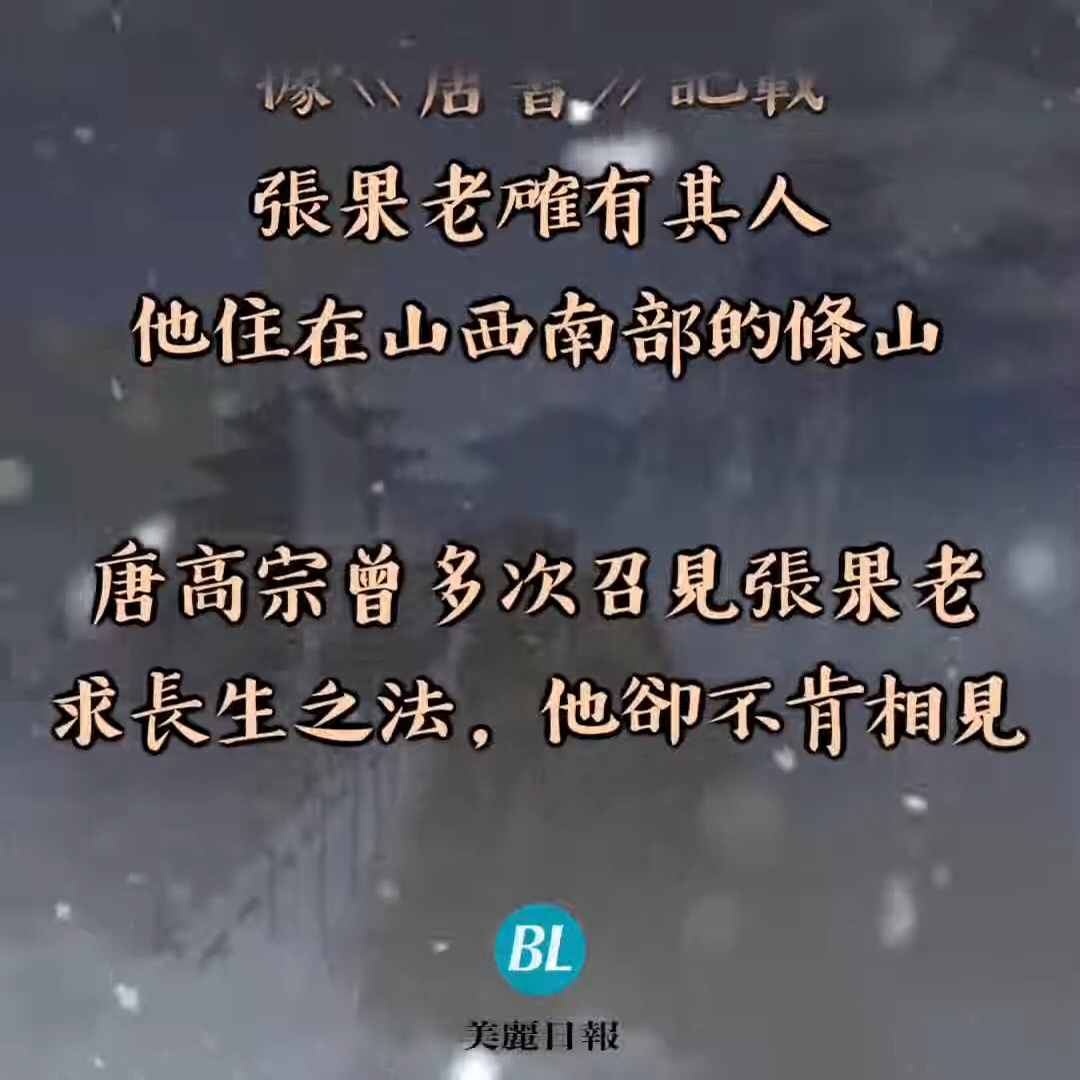 據《唐書》記載
張果老確有其人
他住在山西南部的條山
唐高宗曾多次召見張果老
求長生之法，他卻不肯相見
BL
美麗日報